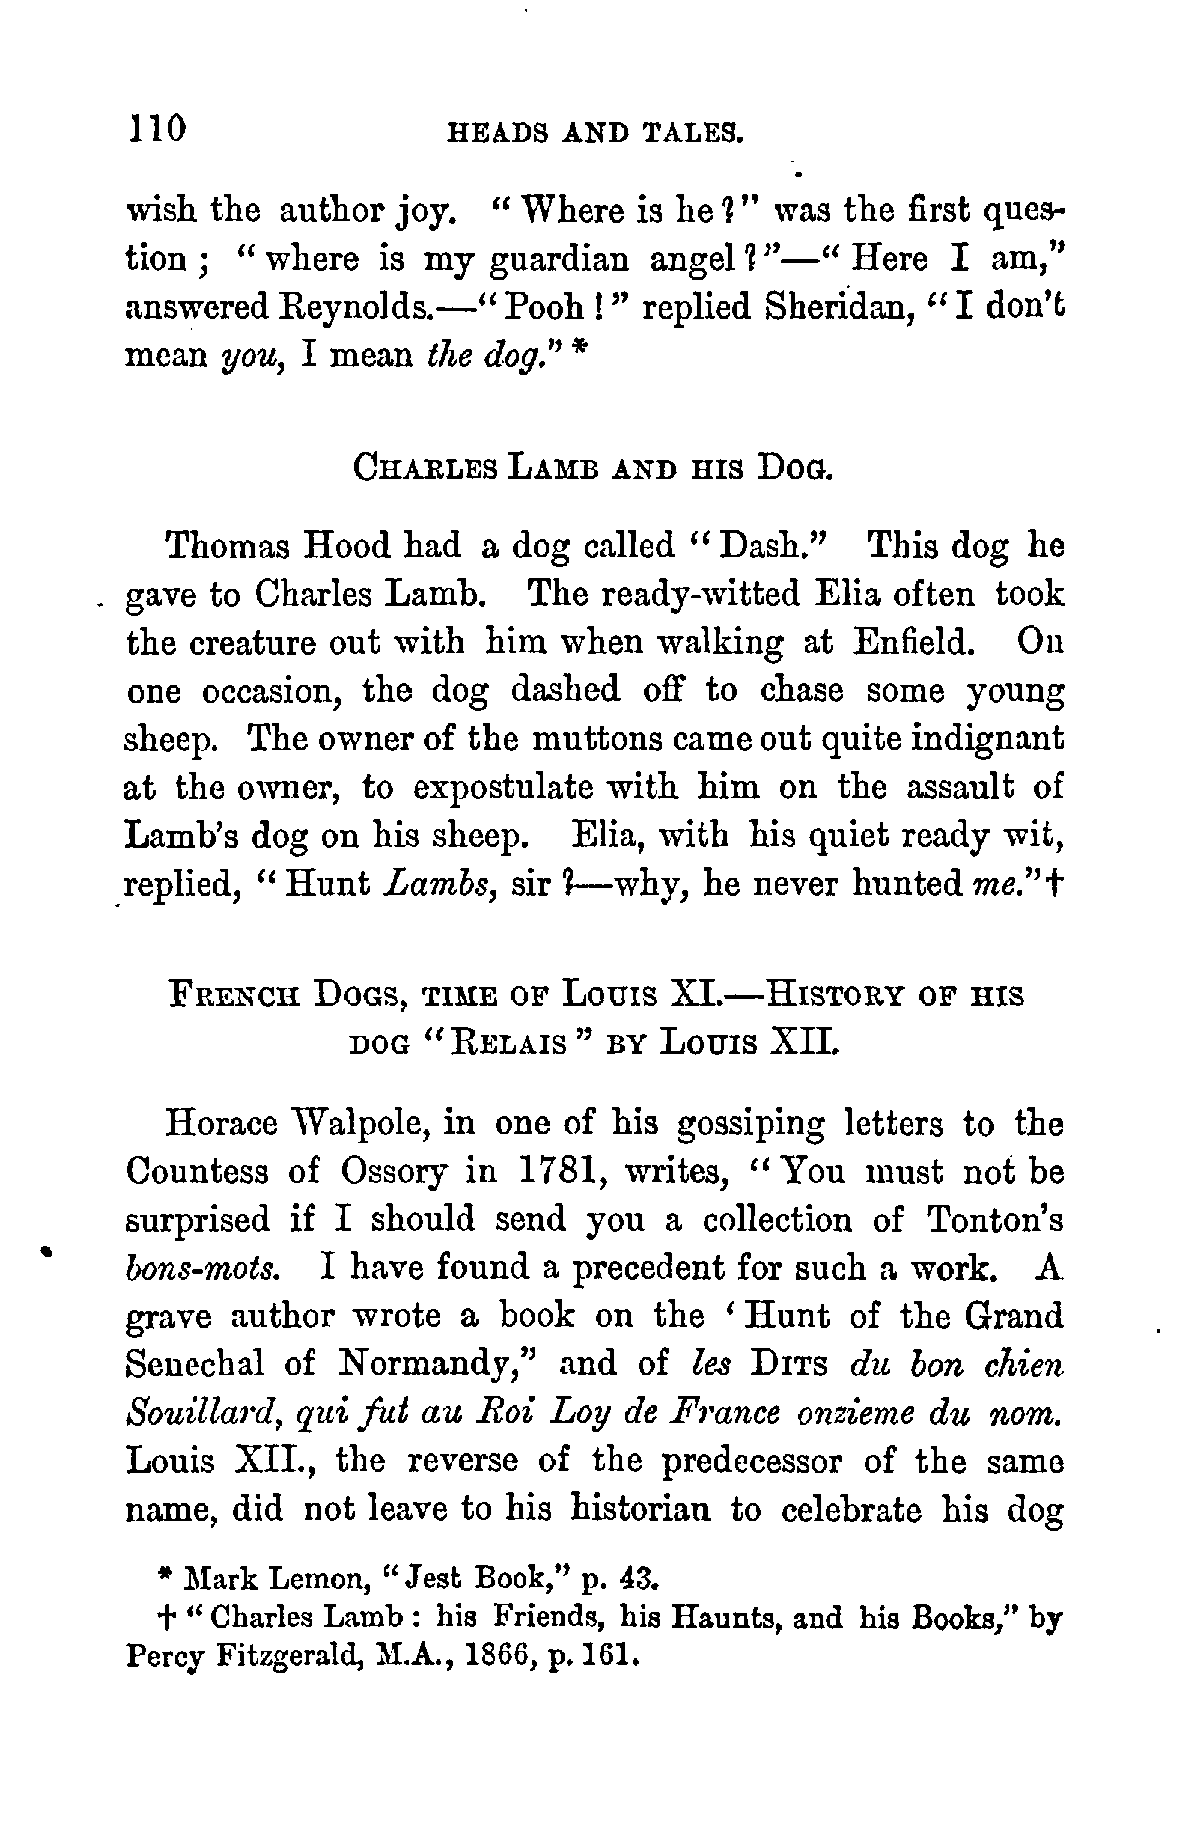 110 HEADS AND TALES.
wish the author joy. "Where is he?" was the first ques-
tion; "where is my guardian angel?"—"Here I am,"
answered Reynolds.—"Pooh!" replied Sheridan, "I don't
mean you, I mean the dog."*
CHARLES LAMB AND HIS DOG.
Thomas Hood had a dog called "Dash." This dog he
gave to Charles Lamb. The ready-witted Elia often took
the creature out with him when walking at Enfield. On
one occasion, the dog dashed off to chase some young
sheep. The owner of the muttons came out quite indignant
at the owner, to expostulate with him on the assault of
Lamb's dog on his sheep. Elia, with his quiet ready wit,
replied, "Hunt Lambs, sir?—why, he never hunted me."†
FRENCH DOGS, TIME OF LOUIS XI.—HISTORY OF HIS
DOG "RELAIS" BY LOUIS XII.
Horace Walpole, in one of his gossiping letters to the
Countess of Ossory in 1781, writes, "You must not be
surprised if I should send you a collection of Tonton's
bons-mots. I have found a precedent for such a work. A
grave author wrote a book on the 'Hunt of the Grand
Senechal of Normandy," and of les DITS du bon chien
Souillard, qui fut au Roi Loy de France onzieme du nom.
Louis XII., the reverse of the predecessor of the same
name, did not leave to his historian to celebrate his dog
* Mark Lemon, "Jest Book," p. 43.
† "Charles Lamb: his Friends, his Haunts, and his Books," by
Percy Fitzgerald, M.A., 1866, p. 161.